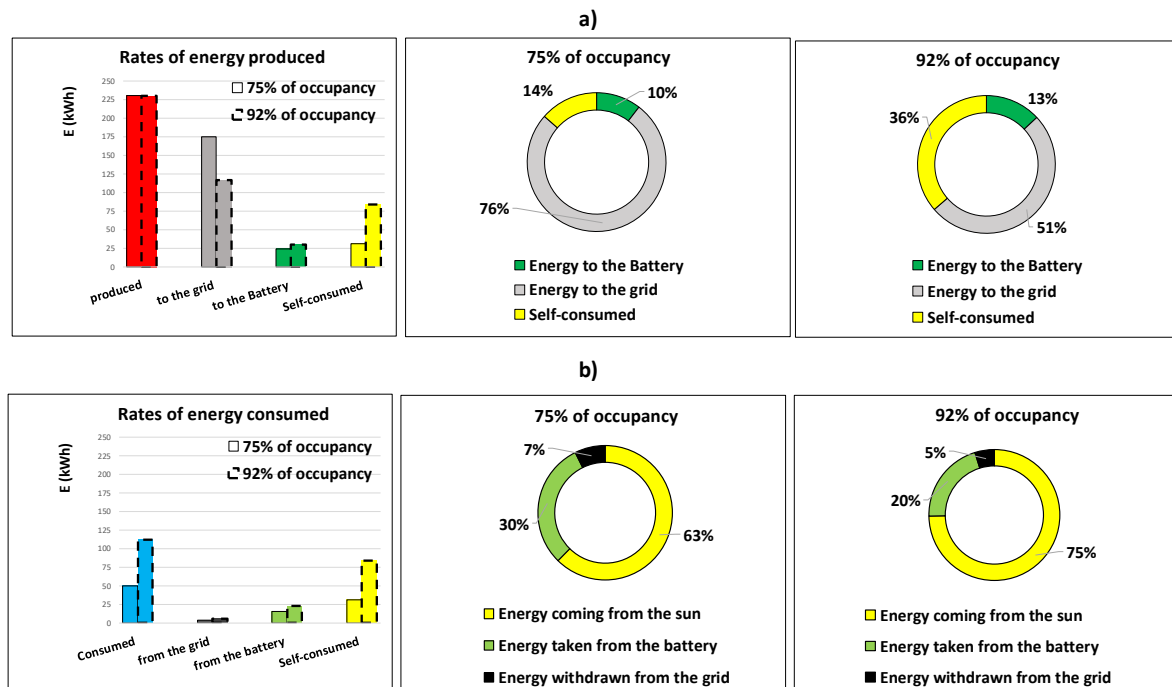 a)
Rates of energy produced
E (kWh)
250
225
200
175
150
125
100
75
50
25
0
75% of occupancy
92% of occupancy
produced
to the grid
to the Battery
Self-consumed
75% of occupancy
14%
10%
76%
Energy to the Battery
Energy to the grid
Self-consumed
92% of occupancy
13%
36%
51%
Energy to the Battery
Energy to the grid
Self-consumed
b)
Rates of energy consumed
E (kWh)
250
225
200
175
150
125
100
75
50
25
0
75% of occupancy
92% of occupancy
Consumed
from the grid
from the battery
Self-consumed
75% of occupancy
7%
30%
63%
Energy coming from the sun
Energy taken from the battery
Energy withdrawn from the grid
92% of occupancy
5%
20%
75%
Energy coming from the sun
Energy taken from the battery
Energy withdrawn from the grid